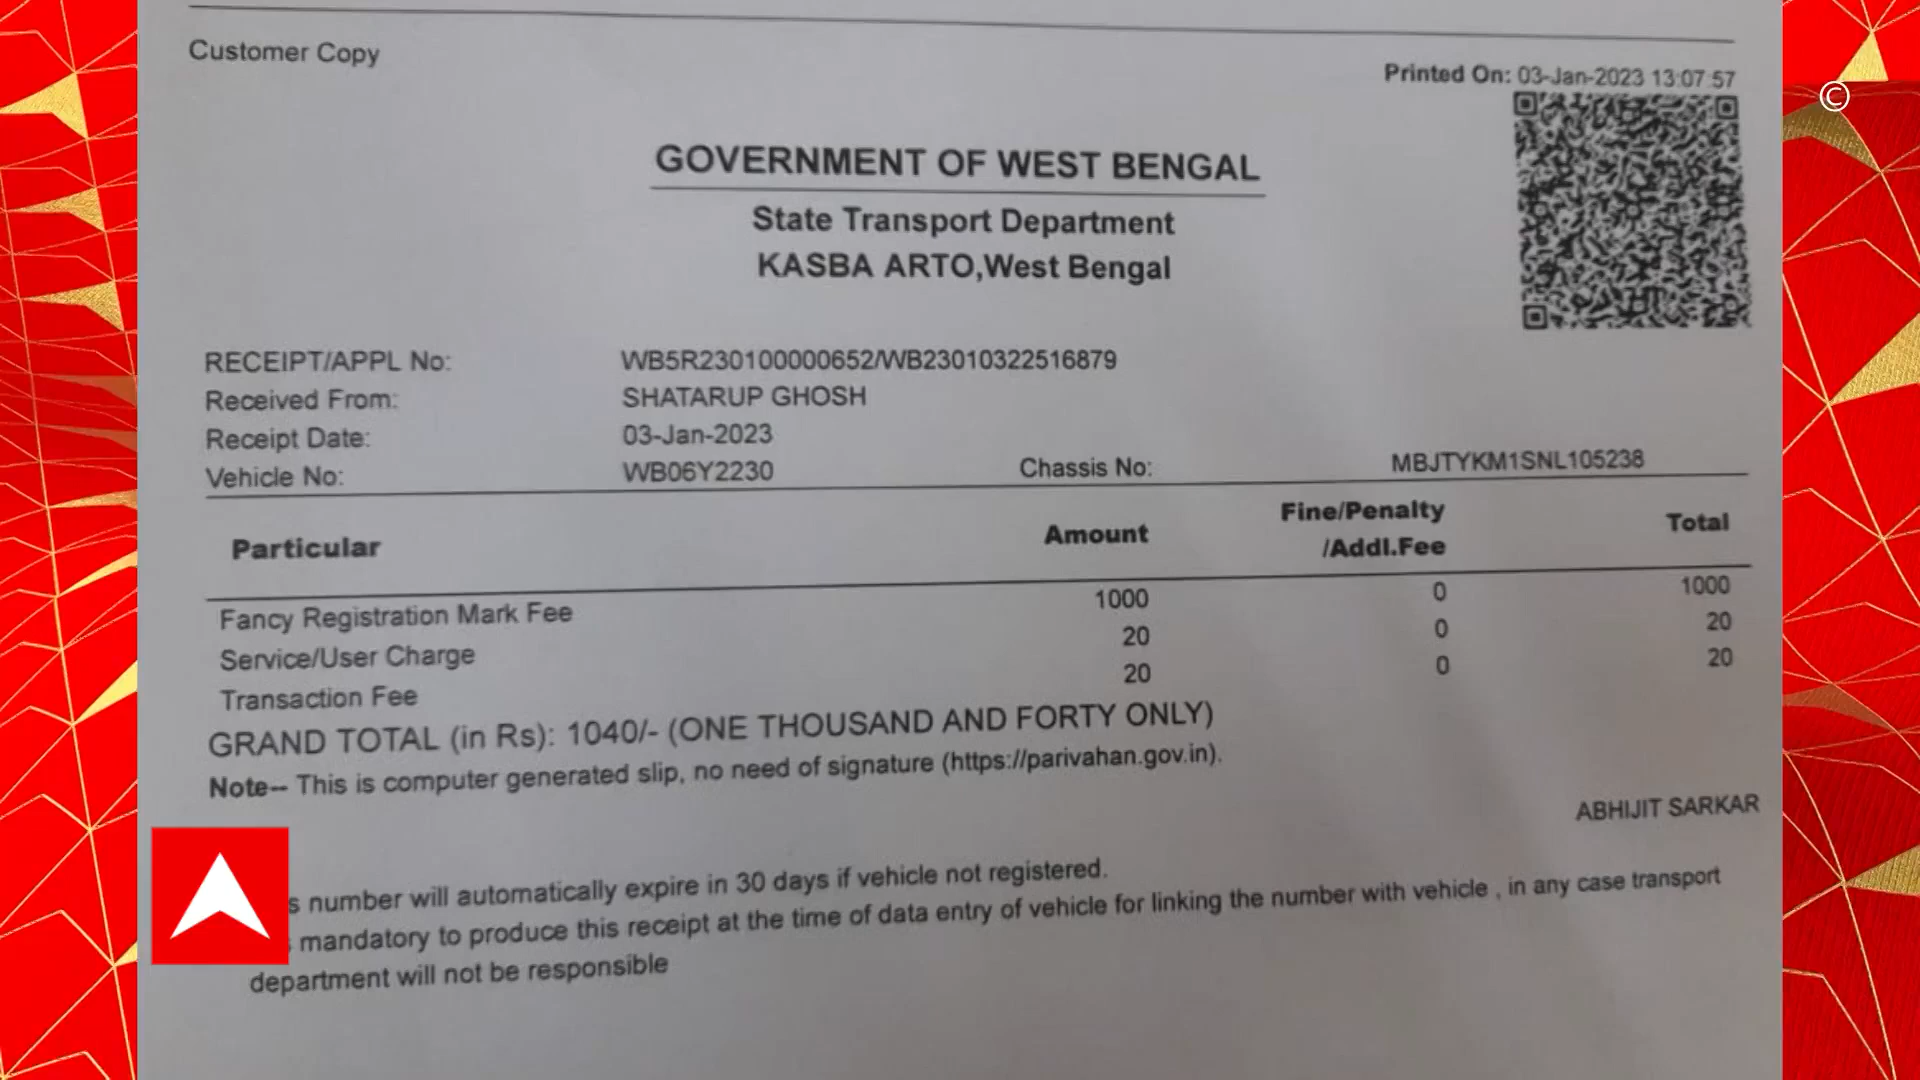 Customer Copy
Printed On: 03-Jan-2023 13:07:57
©
GOVERNMENT OF WEST BENGAL
State Transport Department
KASBA ARTO,West Bengal
RECEIPT/APPL No: WB5R230100000652/WB23010322516879
Received From: SHATARUP GHOSH
Receipt Date: 03-Jan-2023
Vehicle No: WB06Y2230 Chassis No: MBJTYKM1SNL105238
Particular Amount Fine/Penalty /Addl.Fee Total
Fancy Registration Mark Fee 1000 0 1000
Service/User Charge 20 0 20
Transaction Fee 20 0 20
GRAND TOTAL (in Rs): 1040/- (ONE THOUSAND AND FORTY ONLY)
Note-- This is computer generated slip, no need of signature (https://parivahan.gov.in).
ABHIJIT SARKAR
number will automatically expire in 30 days if vehicle not registered.
mandatory to produce this receipt at the time of data entry of vehicle for linking the number with vehicle , in any case transport
department will not be responsible